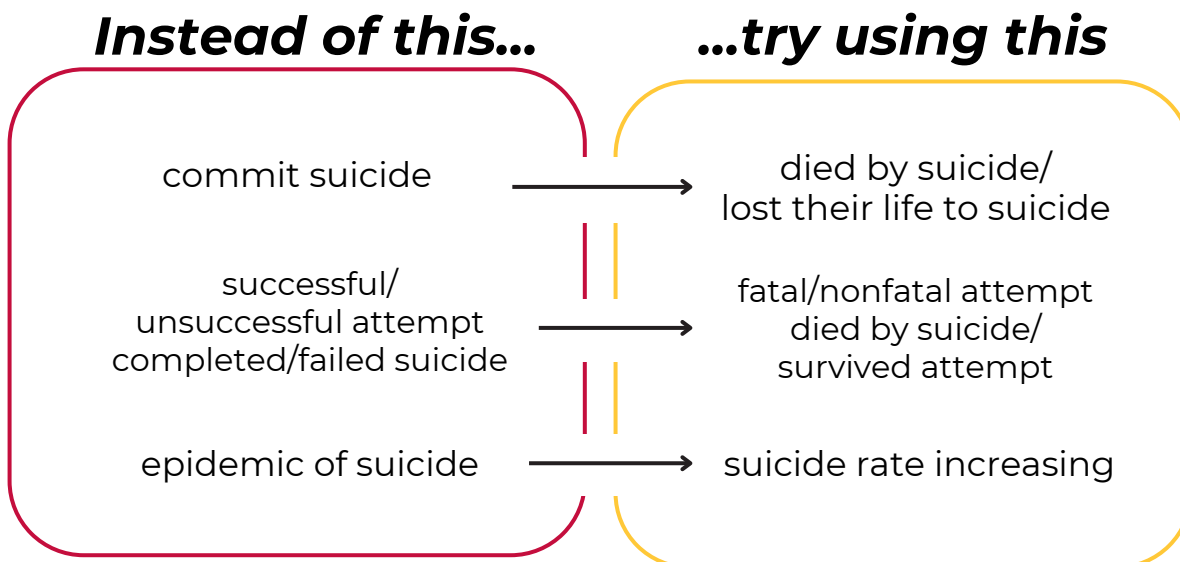 Instead of this...
...try using this
commit suicide
died by suicide/
lost their life to suicide
successful/
unsuccessful attempt
completed/failed suicide
fatal/nonfatal attempt
died by suicide/
survived attempt
epidemic of suicide
suicide rate increasing